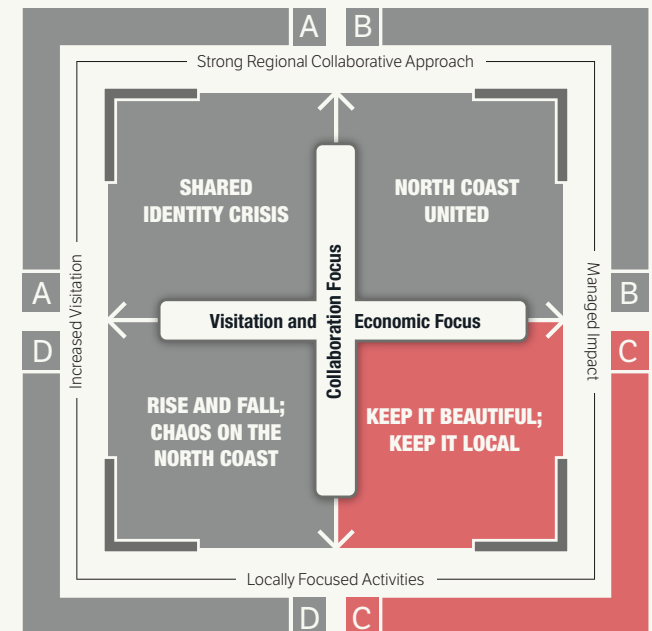 A B
Strong Regional Collaborative Approach
SHARED
IDENTITY CRISIS
NORTH COAST
UNITED
Increased Visitation
Managed Impact
A
B
Collaboration Focus
Visitation and Economic Focus
D
C
RISE AND FALL;
CHAOS ON THE
NORTH COAST
KEEP IT BEAUTIFUL;
KEEP IT LOCAL
Locally Focused Activities
D C